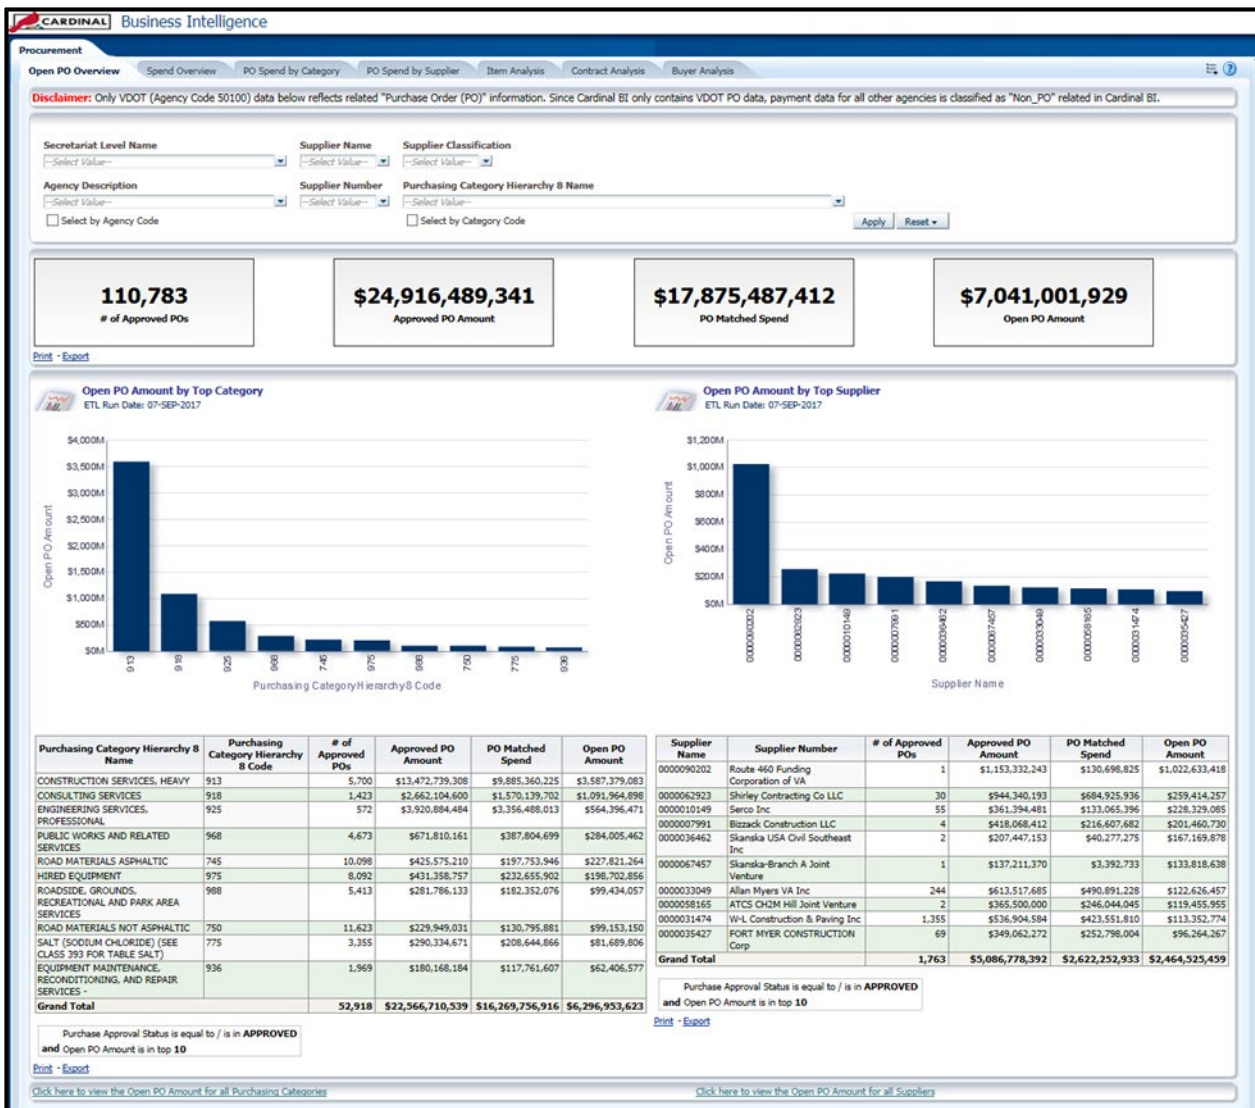 CARDINAL Business Intelligence
Procurement
Open PO Overview Spend Overview PO Spend by Category PO Spend by Supplier Item Analysis Contract Analysis Buyer Analysis
Disclaimer: Only VDOT (Agency Code 50100) data below reflects related "Purchase Order (PO)" information. Since Cardinal BI only contains VDOT PO data, payment data for all other agencies is classified as "Non_PO" related in Cardinal BI.
Secretariat Level Name Supplier Name Supplier Classification
--Select Value-- --Select Value-- --Select Value--
Agency Description Supplier Number Purchasing Category Hierarchy 8 Name
--Select Value-- --Select Value-- --Select Value--
Select by Agency Code Select by Category Code Apply Reset
110,783 $24,916,489,341 $17,875,487,412 $7,041,001,929
# of Approved POs Approved PO Amount PO Matched Spend Open PO Amount
Print - Export
Open PO Amount by Top Category
ETL Run Date: 07-SEP-2017
$4,000M
$3,500M
$3,000M
$2,500M
$2,000M
$1,500M
$1,000M
$500M
$0M
Open PO Amount
913 918 925 968 745 975 988 750 775 936
Purchasing CategoryHierarchy8 Code
Open PO Amount by Top Supplier
ETL Run Date: 07-SEP-2017
$1,200M
$1,000M
$800M
$600M
$400M
$200M
$0M
Open PO Amount
0000090202 0000062923 0000010149 0000007991 0000036462 0000067457 0000033049 0000058165 0000031474 0000035427
Supplier Name
Purchasing Category Hierarchy 8 Name Purchasing Category Hierarchy 8 Code # of Approved POs Approved PO Amount PO Matched Spend Open PO Amount
CONSTRUCTION SERVICES, HEAVY 913 5,700 $13,472,739,308 $9,885,360,225 $3,587,379,083
CONSULTING SERVICES 918 1,423 $2,662,104,600 $1,570,139,702 $1,091,964,898
ENGINEERING SERVICES, 925 572 $3,920,884,484 $3,356,488,013 $564,396,471
PROFESSIONAL
PUBLIC WORKS AND RELATED 968 4,673 $671,810,161 $387,804,699 $284,005,462
SERVICES
ROAD MATERIALS ASPHALTIC 745 10,098 $425,575,210 $197,753,946 $227,821,264
HIRED EQUIPMENT 975 8,092 $431,358,757 $232,655,902 $198,702,856
ROADSIDE, GROUNDS, 988 5,413 $281,786,133 $182,352,076 $99,434,057
RECREATIONAL AND PARK AREA
SERVICES
ROAD MATERIALS NOT ASPHALTIC 750 11,623 $229,949,031 $130,795,881 $99,153,150
SALT (SODIUM CHLORIDE) (SEE 775 3,355 $290,334,671 $208,644,866 $81,689,806
CLASS 393 FOR TABLE SALT)
EQUIPMENT MAINTENANCE, 936 1,969 $180,168,184 $117,761,607 $62,406,577
RECONDITIONING, AND REPAIR
SERVICES -
Grand Total 52,918 $22,566,710,539 $16,269,756,916 $6,296,953,623
Purchase Approval Status is equal to / is in APPROVED
and Open PO Amount is in top 10
Print - Export
Supplier Name Supplier Number # of Approved POs Approved PO Amount PO Matched Spend Open PO Amount
0000090202 Route 460 Funding 1 $1,153,332,243 $130,698,825 $1,022,633,418
Corporation of VA
0000062923 Shirley Contracting Co LLC 30 $944,340,193 $684,925,936 $259,414,257
0000010149 Serco Inc 55 $361,394,481 $133,065,396 $228,329,085
0000007991 Bizzack Construction LLC 4 $418,068,412 $216,607,682 $201,460,730
0000036462 Skanska USA Civil Southeast 2 $207,447,153 $40,277,275 $167,169,878
Inc
0000067457 Skanska-Branch A Joint 1 $137,211,370 $3,392,733 $133,818,638
Venture
0000033049 Allan Myers VA Inc 244 $613,517,685 $490,891,228 $122,626,457
0000058165 ATCS CH2M Hill Joint Venture 2 $365,500,000 $246,044,045 $119,455,955
0000031474 W-L Construction & Paving Inc 1,355 $536,904,584 $423,551,810 $113,352,774
0000035427 FORT MYER CONSTRUCTION 69 $349,062,272 $252,798,004 $96,264,267
Corp
Grand Total 1,763 $5,086,778,392 $2,622,252,933 $2,464,525,459
Purchase Approval Status is equal to / is in APPROVED
and Open PO Amount is in top 10
Print - Export
Click here to view the Open PO Amount for all Purchasing Categories
Click here to view the Open PO Amount for all Suppliers